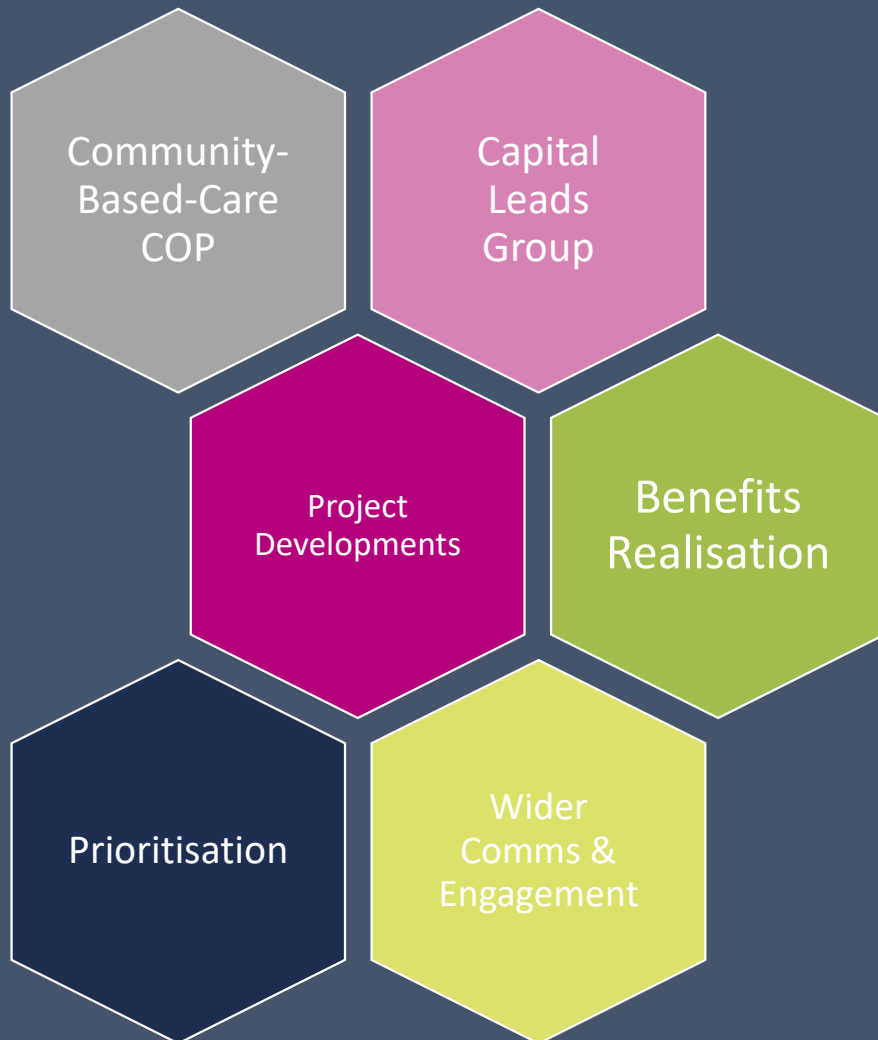 Community-
Based-Care
COP
Capital
Leads
Group
Project
Developments
Benefits
Realisation
Prioritisation
Wider
Comms &
Engagement